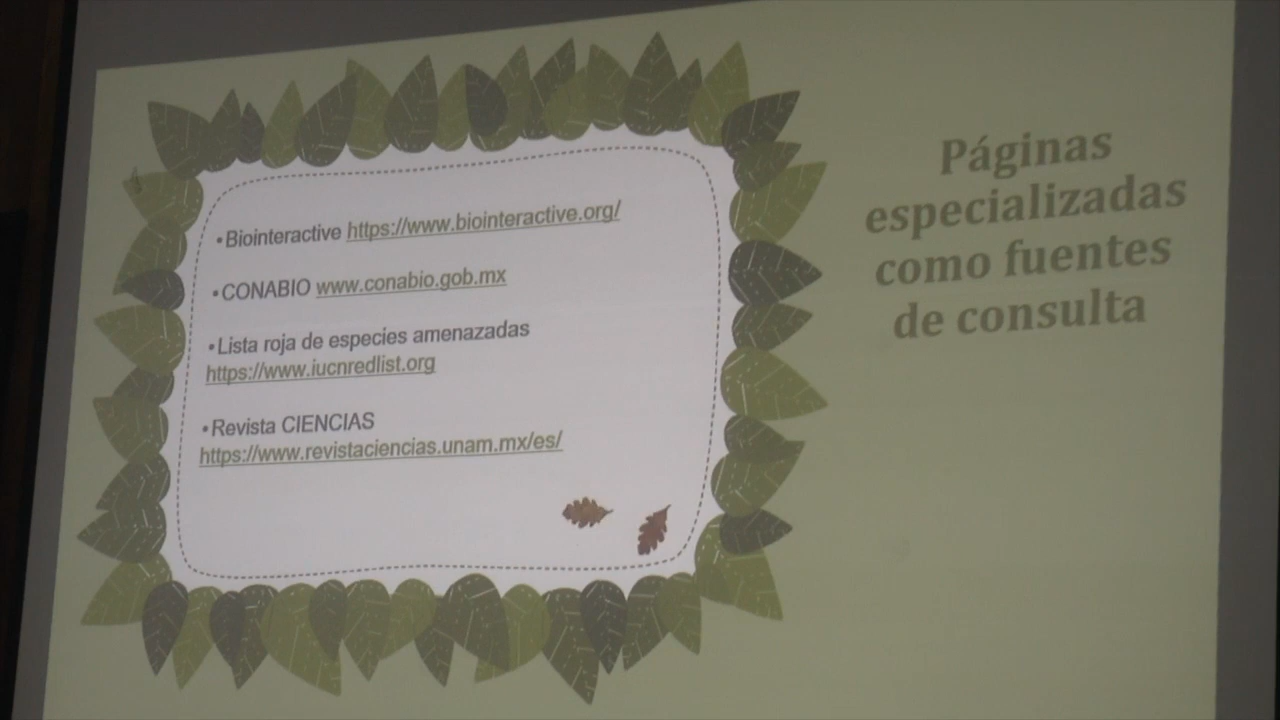 •Biointeractive https://www.biointeractive.org/
•CONABIO www.conabio.gob.mx
•Lista roja de especies amenazadas
https://www.iucnredlist.org
•Revista CIENCIAS
https://www.revistaciencias.unam.mx/es/
Páginas
especializadas
como fuentes
de consulta